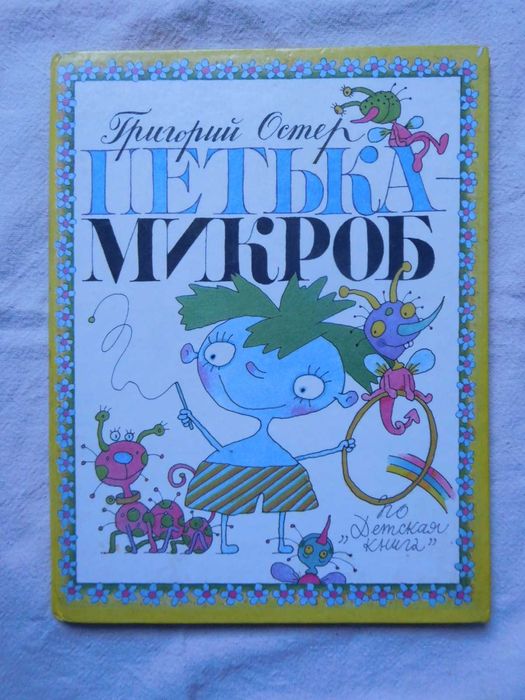 Григорий Остер
ПЕТЬКА-
МИКРОБ
ПО
„Детская
книга"